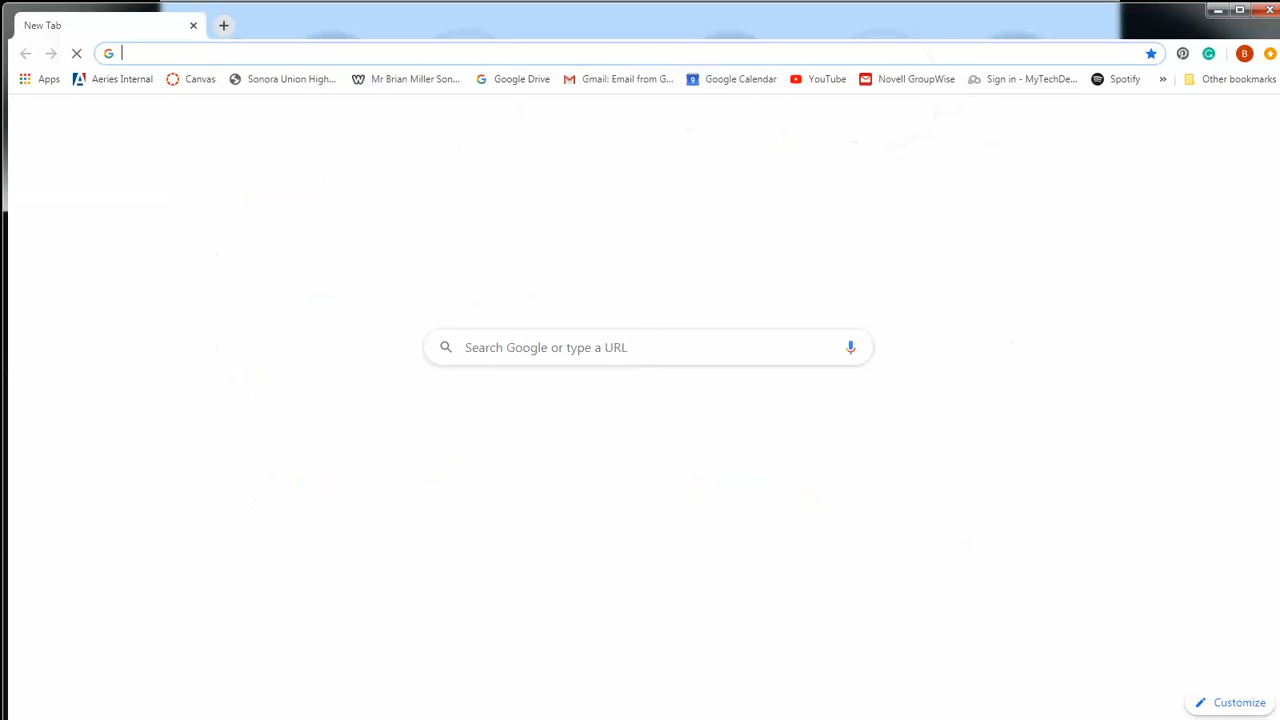 New Tab
Apps Aeries Internal Canvas Sonora Union High... Mr Brian Miller Son... Google Drive Gmail: Email from G... 9 Google Calendar YouTube Novell GroupWise Sign in - MyTechDe... Spotify » Other bookmarks
Search Google or type a URL
Customize